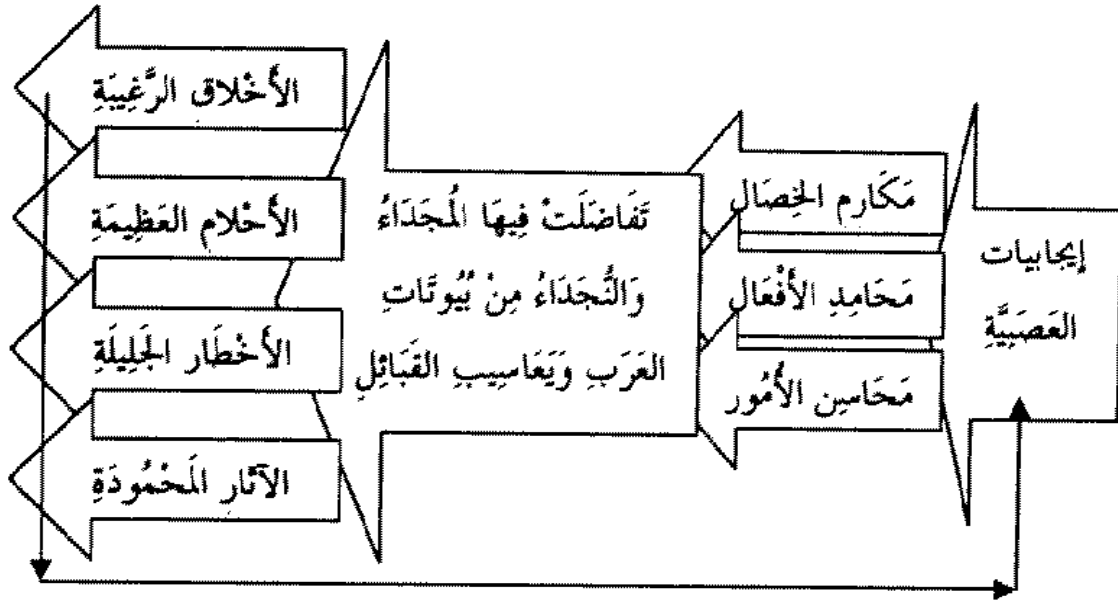 إيجابيات
العَصَبِيَّةِ
مَكَارِم الخِصَال
مَحَامِدِ الأَفْعَال
مَحَاسِن الأُمُور
تَفَاضَلَتْ فِيهَا الْمُجَدَاءُ
وَالنُّجَدَاءُ مِنْ بُيُوتَاتِ
العَرَبِ وَيَعَاسِيبِ القَبَائِلِ
الأَخْلاقِ الرَّغِيبَةِ
الأَحْلامِ العَظِيمَةِ
الأَخْطَار الجَلِيلَةِ
الآثَارِ الْمَحْمُودَةِ